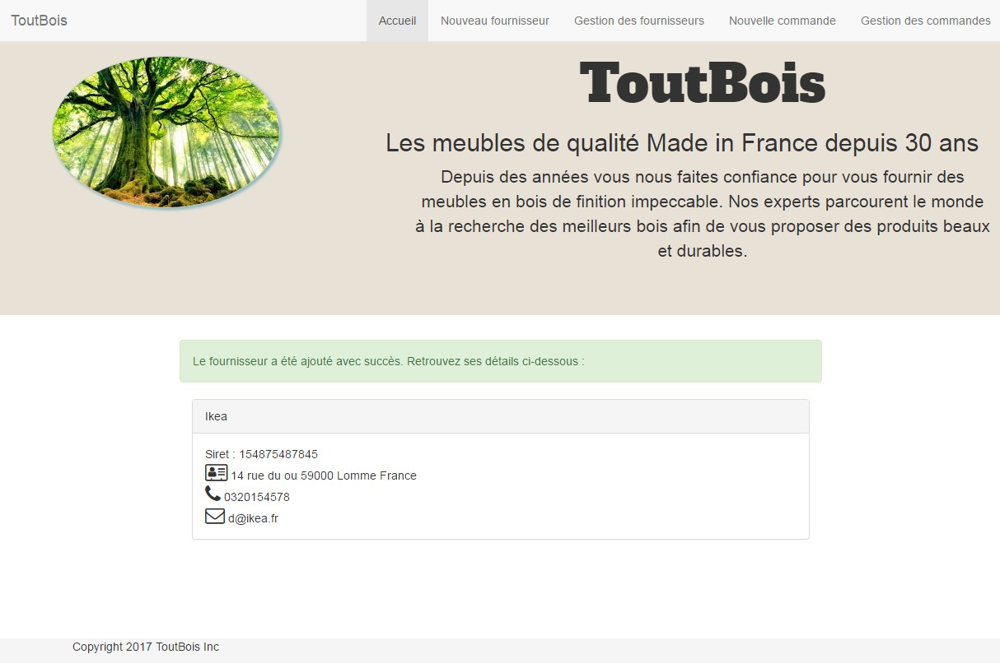 ToutBois
Accueil
Nouveau fournisseur
Gestion des fournisseurs
Nouvelle commande
Gestion des commandes
ToutBois
Les meubles de qualité Made in France depuis 30 ans
Depuis des années vous nous faites confiance pour vous fournir des
meubles en bois de finition impeccable. Nos experts parcourent le monde
à la recherche des meilleurs bois afin de vous proposer des produits beaux
et durables.
Le fournisseur a été ajouté avec succès. Retrouvez ses détails ci-dessous :
Ikea
Siret : 154875487845
14 rue du ou 59000 Lomme France
0320154578
d@ikea.fr
Copyright 2017 ToutBois Inc